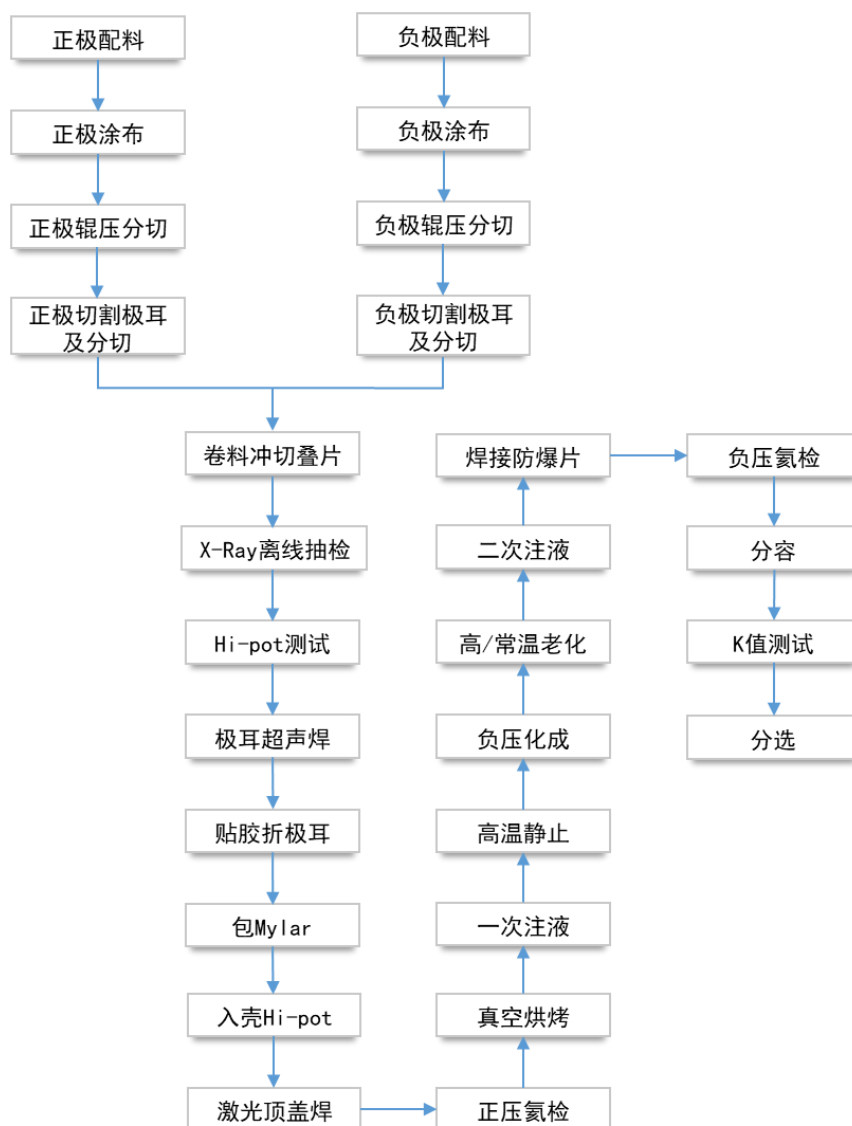 正极配料
负极配料
正极涂布
负极涂布
正极辊压分切
负极辊压分切
正极切割极耳
及分切
负极切割极耳
及分切
卷料冲切叠片
X-Ray离线抽检
Hi-pot测试
极耳超声焊
贴胶折极耳
包Mylar
入壳Hi-pot
激光顶盖焊
正压氦检
真空烘烤
一次注液
高温静止
负压化成
高/常温老化
二次注液
焊接防爆片
负压氦检
分容
K值测试
分选